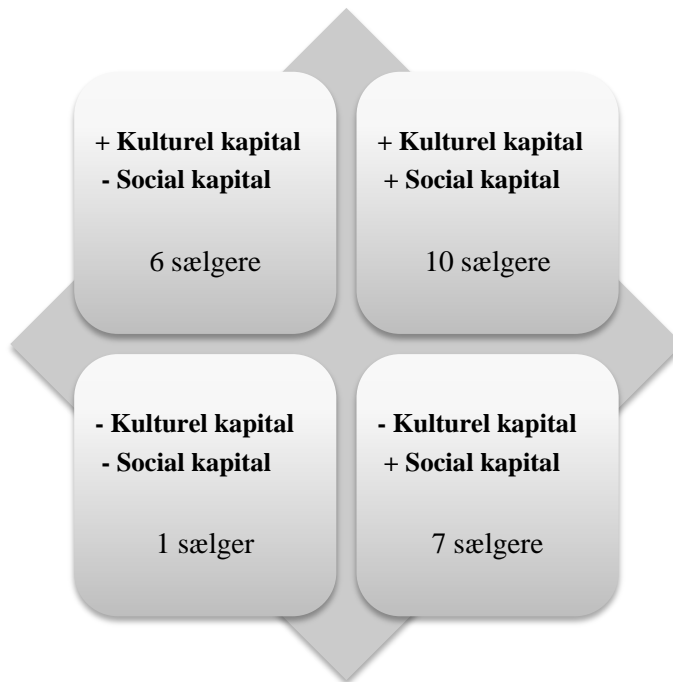 + Kulturel kapital
- Social kapital
6 sælgere
+ Kulturel kapital
+ Social kapital
10 sælgere
- Kulturel kapital
- Social kapital
1 sælger
- Kulturel kapital
+ Social kapital
7 sælgere